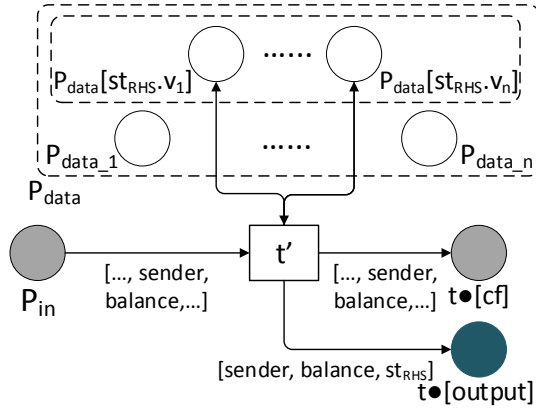 ……
P_data[st_RHS.v_1]
P_data[st_RHS.v_n]
P_data_1
……
P_data_n
P_data
t’
P_in
[…, sender,
balance,…]
[…, sender,
balance,…]
t●[cf]
[sender, balance, st_RHS]
t●[output]